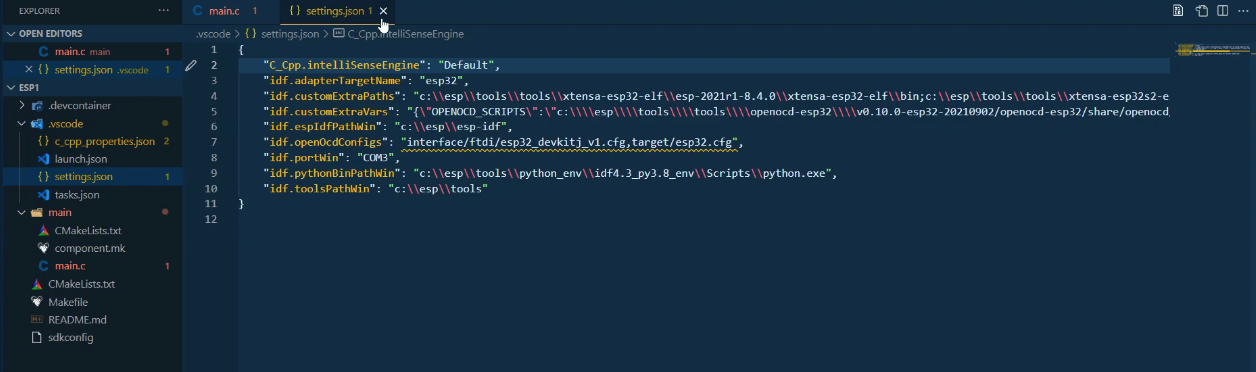 EXPLORER
···
OPEN EDITORS
main.c main 1
{} settings.json .vscode 1
ESP1
.devcontainer
.vscode
{} c_cpp_properties.json 2
launch.json
{} settings.json 1
tasks.json
main
CMakeLists.txt
component.mk
C main.c 1
CMakeLists.txt
Makefile
README.md
sdkconfig
C main.c 1
{} settings.json 1 ×
.vscode > {} settings.json > C_Cpp.intelliSenseEngine
1 {
2 "C_Cpp.intelliSenseEngine": "Default",
3 "idf.adapterTargetName": "esp32",
4 "idf.customExtraPaths": "c:\\esp\\tools\\tools\\xtensa-esp32-elf\\esp-2021r1-8.4.0\\xtensa-esp32-elf\\bin;c:\\esp\\tools\\tools\\xtensa-esp32s2-e
5 "idf.customExtraVars": "{\"OPENOCD_SCRIPTS\":\"c:\\\\esp\\\\tools\\\\tools\\\\openocd-esp32\\\\v0.10.0-esp32-20210902/openocd-esp32/share/openocd
6 "idf.espIdfPathWin": "c:\\esp\\esp-idf",
7 "idf.openOcdConfigs": "interface/ftdi/esp32_devkitj_v1.cfg,target/esp32.cfg",
8 "idf.portWin": "COM3",
9 "idf.pythonBinPathWin": "c:\\esp\\tools\\python_env\\idf4.3_py3.8_env\\Scripts\\python.exe",
10 "idf.toolsPathWin": "c:\\esp\\tools"
11 }
12